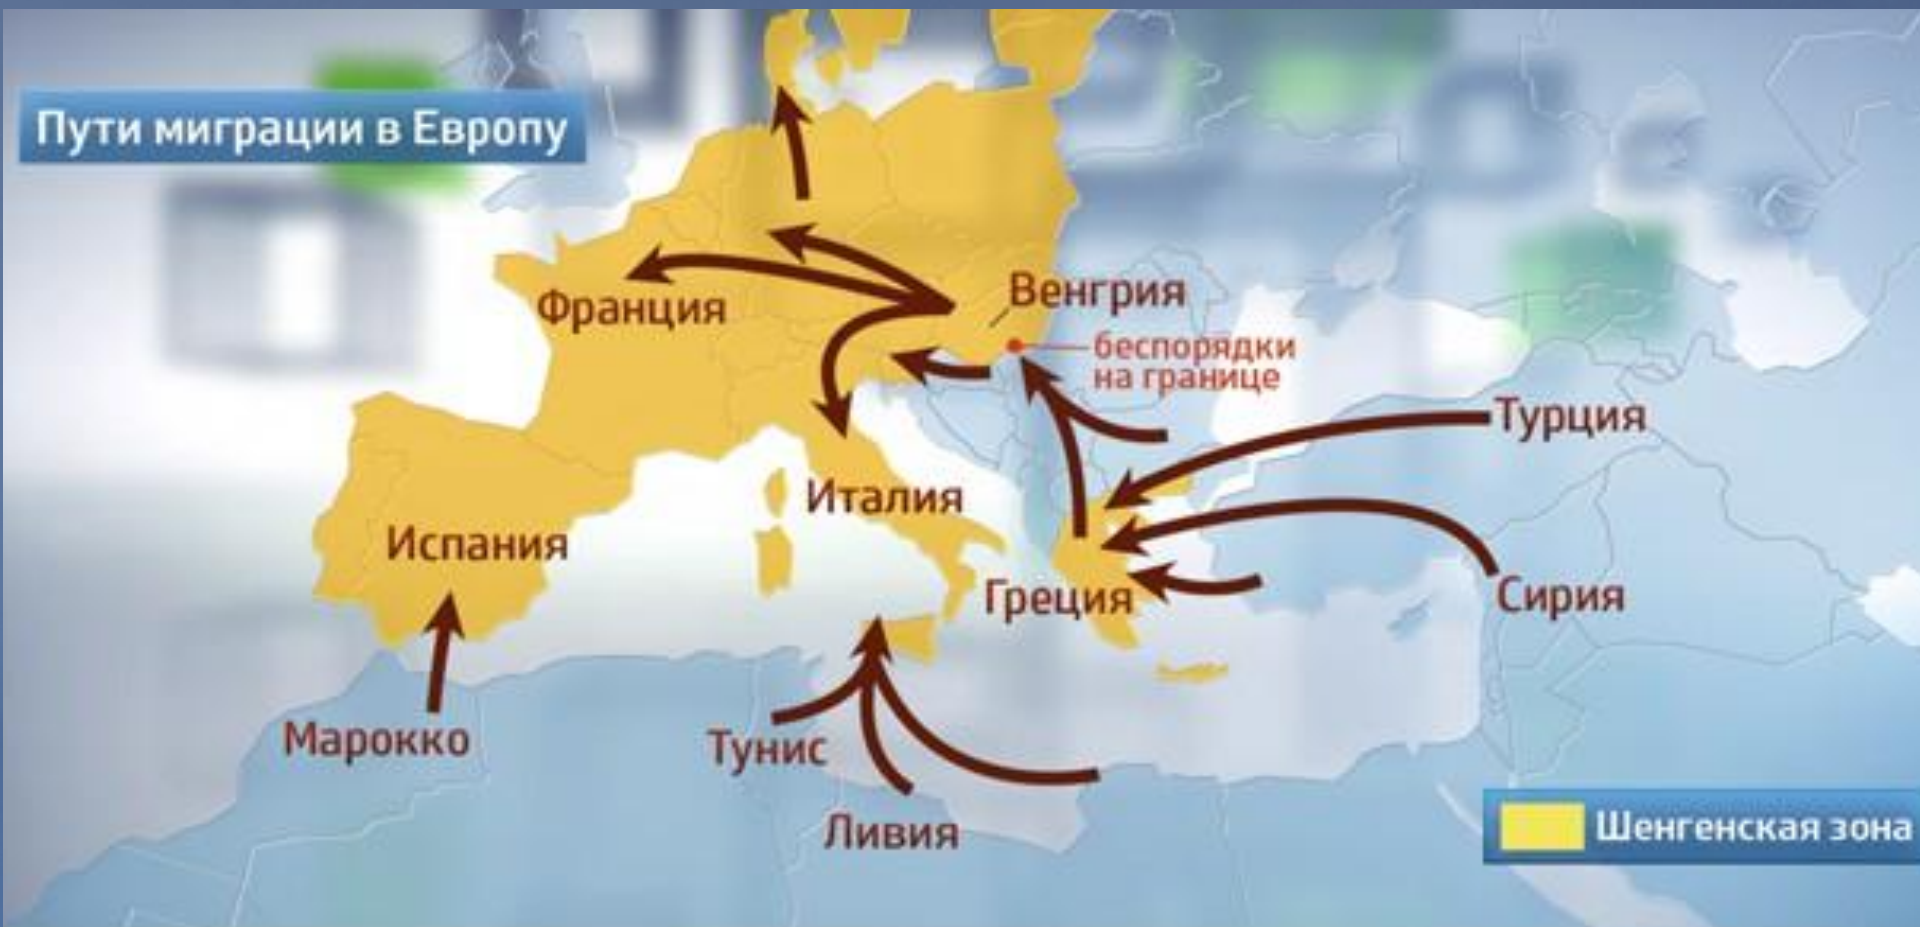 Пути миграции в Европу
Венгрия
Франция
беспорядки
на границе
Турция
Италия
Испания
Греция
Сирия
Марокко
Тунис
Ливия
Шенгенская зона